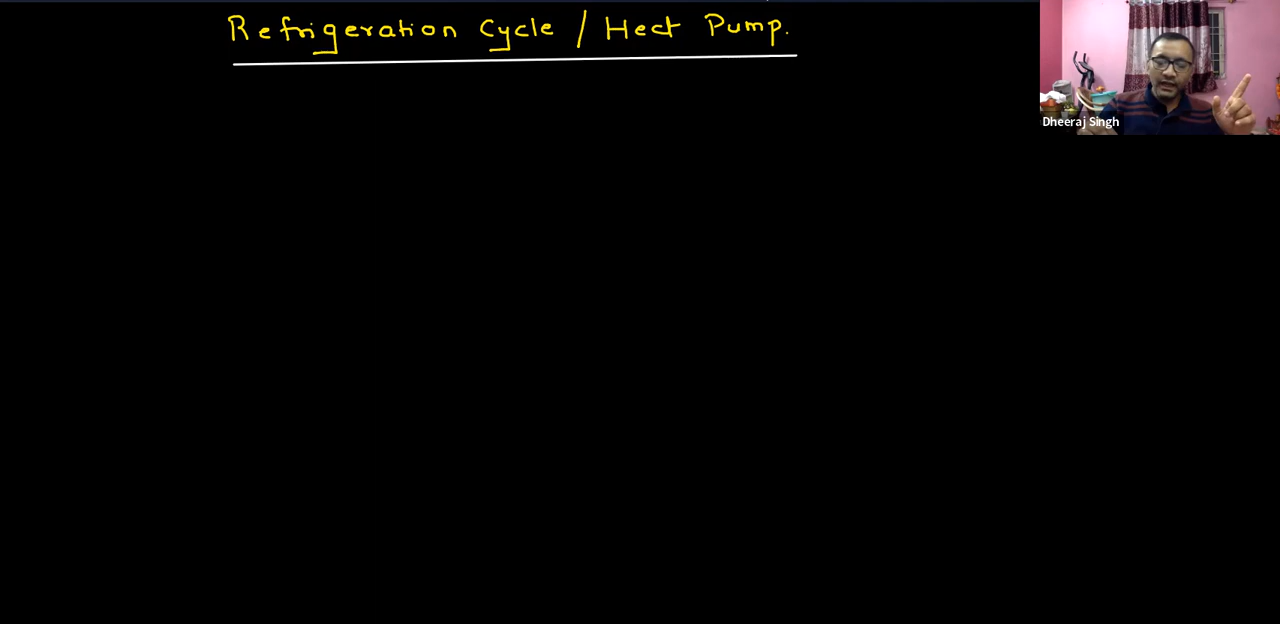 Refrigeration Cycle / Heat Pump.
Dheeraj Singh